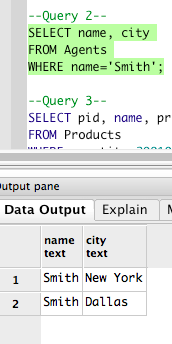 --Query 2--
SELECT name, city
FROM Agents
WHERE name='Smith';
--Query 3--
SELECT pid, name, pr
FROM Products
Output pane
Data Output Explain
name city
text text
1 Smith New York
2 Smith Dallas